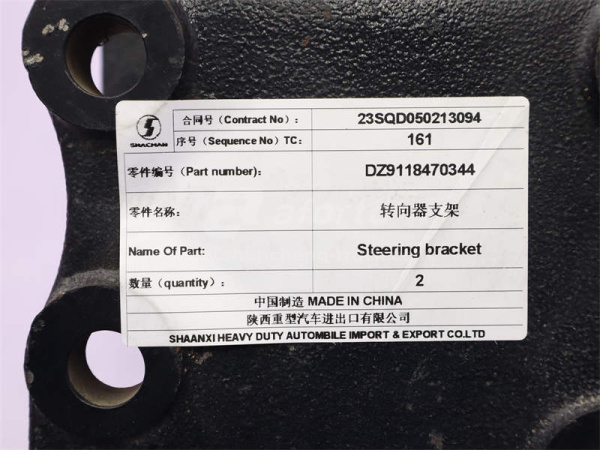 SHACMAN
合同号（Contract No）: 23SQD050213094
序号（Sequence No）TC: 161
零件编号（Part number）: DZ9118470344
零件名称: 转向器支架
Name Of Part: Steering bracket
数量（quantity）: 2
中国制造 MADE IN CHINA
陕西重型汽车进出口有限公司
SHAANXI HEAVY DUTY AUTOMBILE IMPORT & EXPORT CO.LTD